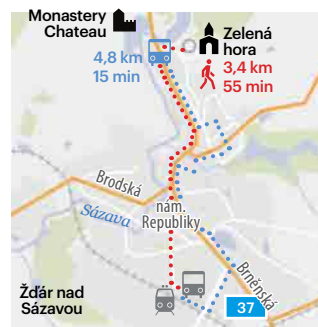 Monastery
Chateau
4,8 km
15 min
Zelená
hora
3,4 km
55 min
Brodská
Sázava
nám.
Republiky
Brněnská
Žďár nad
Sázavou
37